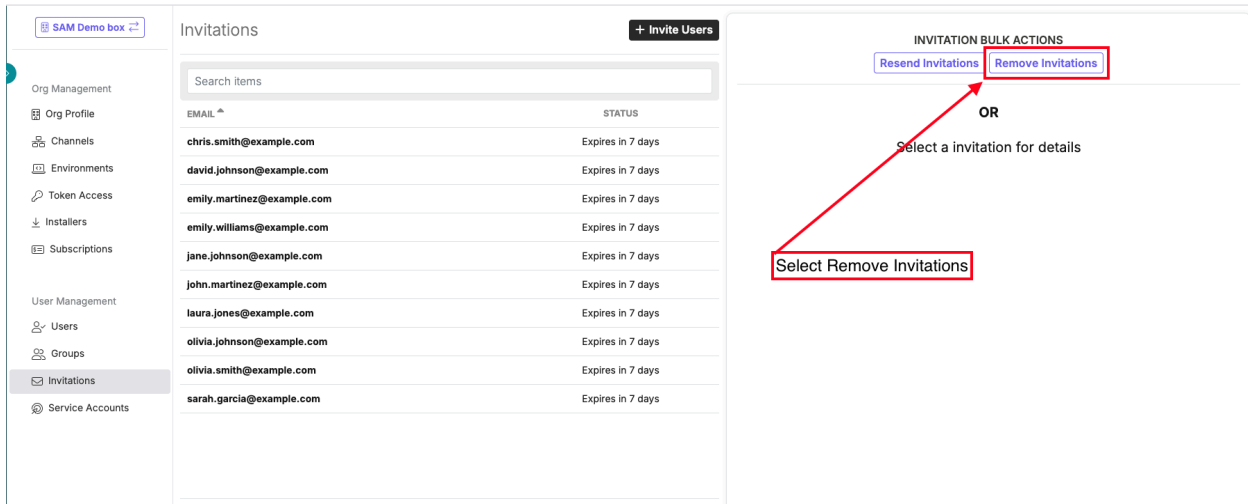 SAM Demo box
Org Management
Org Profile
Channels
Environments
Token Access
Installers
Subscriptions
User Management
Users
Groups
Invitations
Service Accounts
Invitations
+ Invite Users
Search items
EMAIL STATUS
chris.smith@example.com Expires in 7 days
david.johnson@example.com Expires in 7 days
emily.martinez@example.com Expires in 7 days
emily.williams@example.com Expires in 7 days
jane.johnson@example.com Expires in 7 days
john.martinez@example.com Expires in 7 days
laura.jones@example.com Expires in 7 days
olivia.johnson@example.com Expires in 7 days
olivia.smith@example.com Expires in 7 days
sarah.garcia@example.com Expires in 7 days
INVITATION BULK ACTIONS
Resend Invitations Remove Invitations
OR
Select a invitation for details
Select Remove Invitations